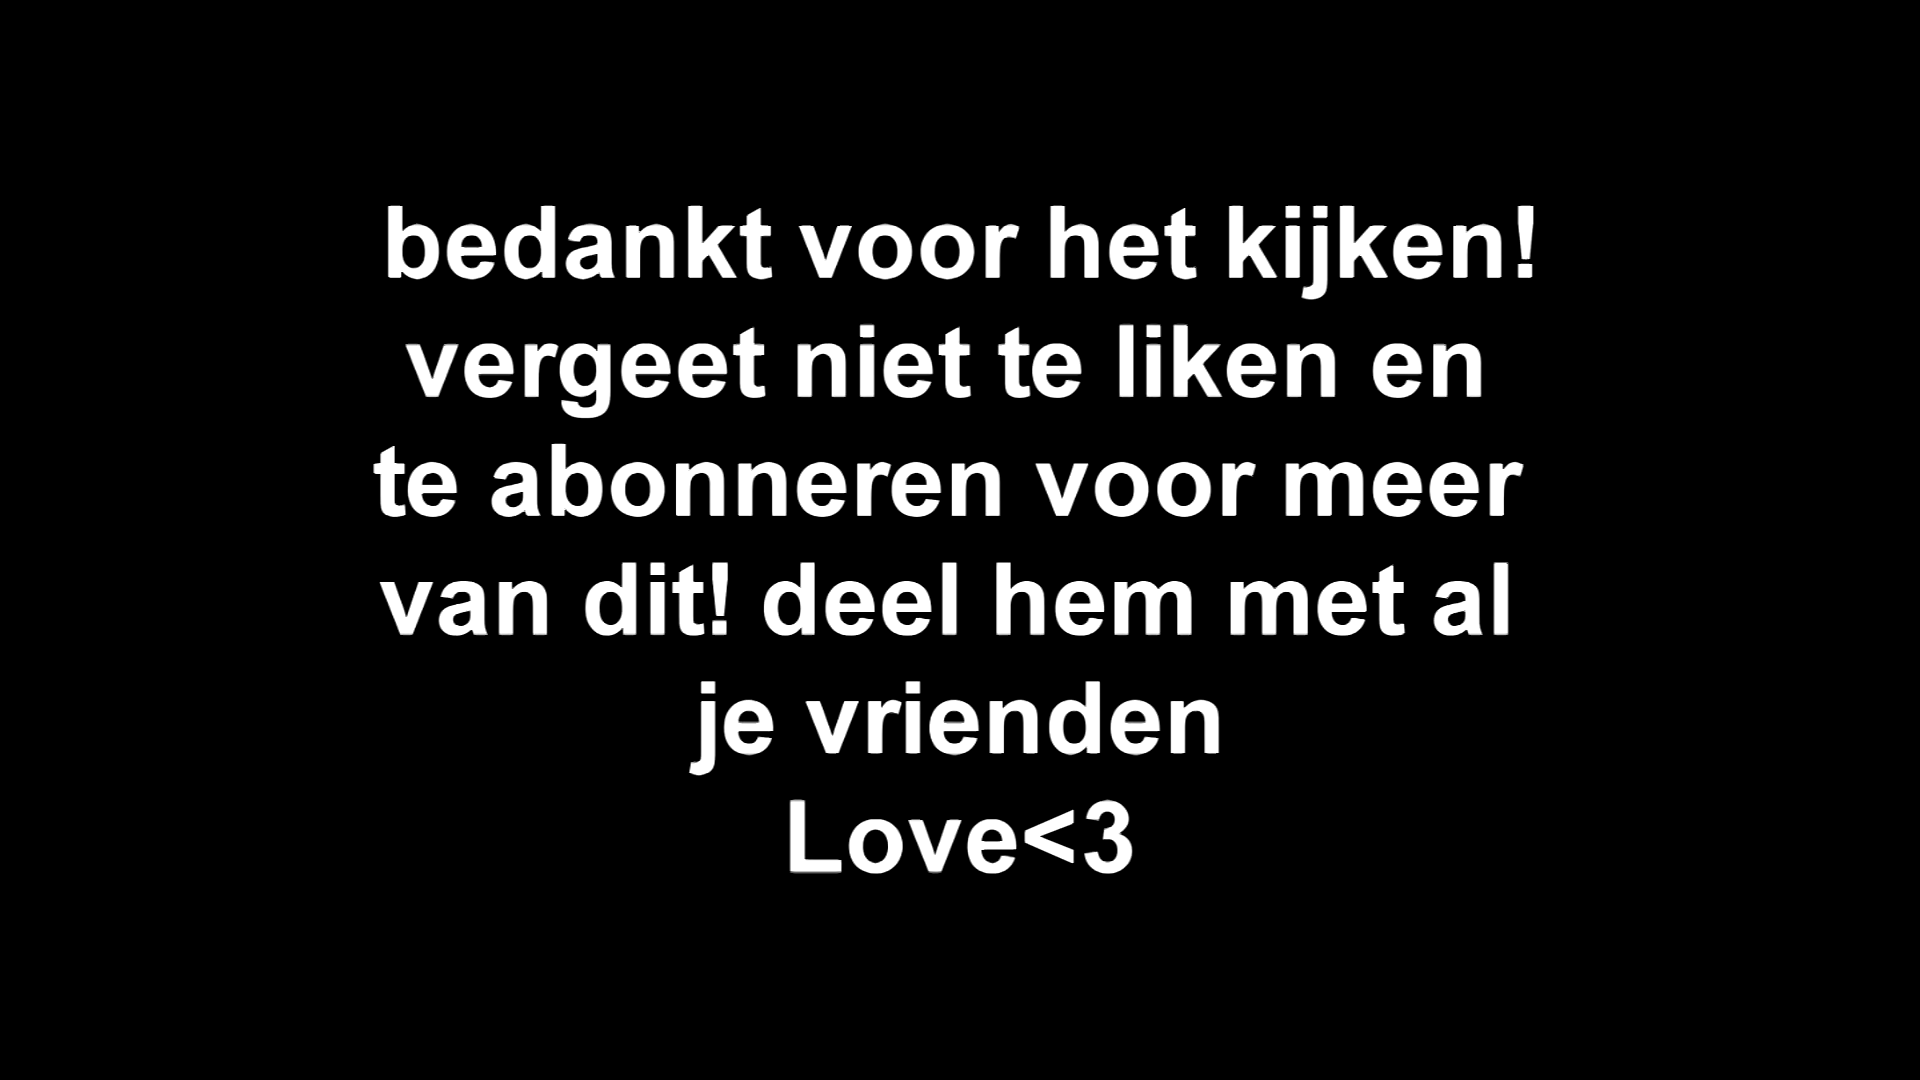 bedankt voor het kijken!
vergeet niet te liken en
te abonneren voor meer
van dit! deel hem met al
je vrienden
Love<3